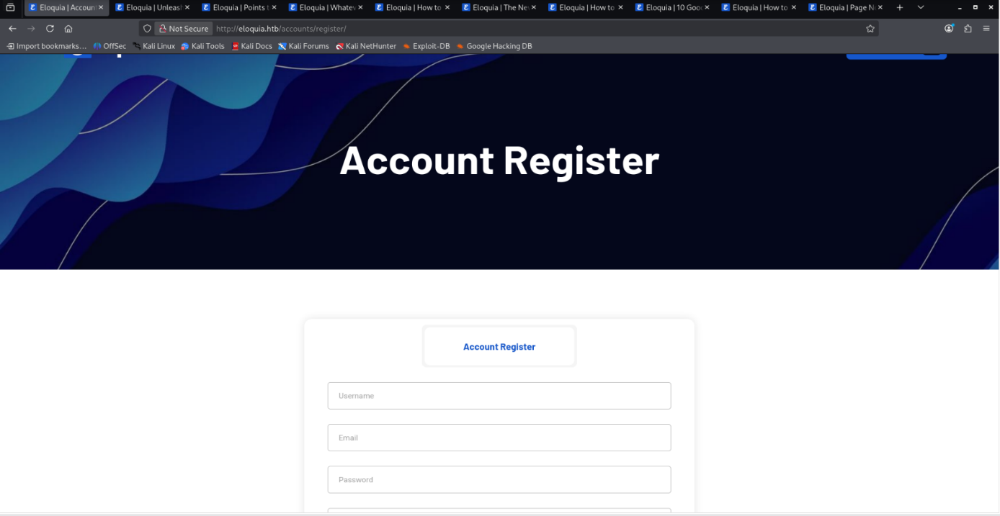 Eloquia | Accoun
Eloquia | Unleas
Eloquia | Points t
Eloquia | Whatev
Eloquia | How to
Eloquia | The Ne
Eloquia | How to
Eloquia | 10 Goo
Eloquia | How to
Eloquia | Page N
Not Secure http://eloquia.htb/accounts/register/
Import bookmarks... OffSec Kali Linux Kali Tools Kali Docs Kali Forums Kali NetHunter Exploit-DB Google Hacking DB
Account Register
Account Register
Username
Email
Password